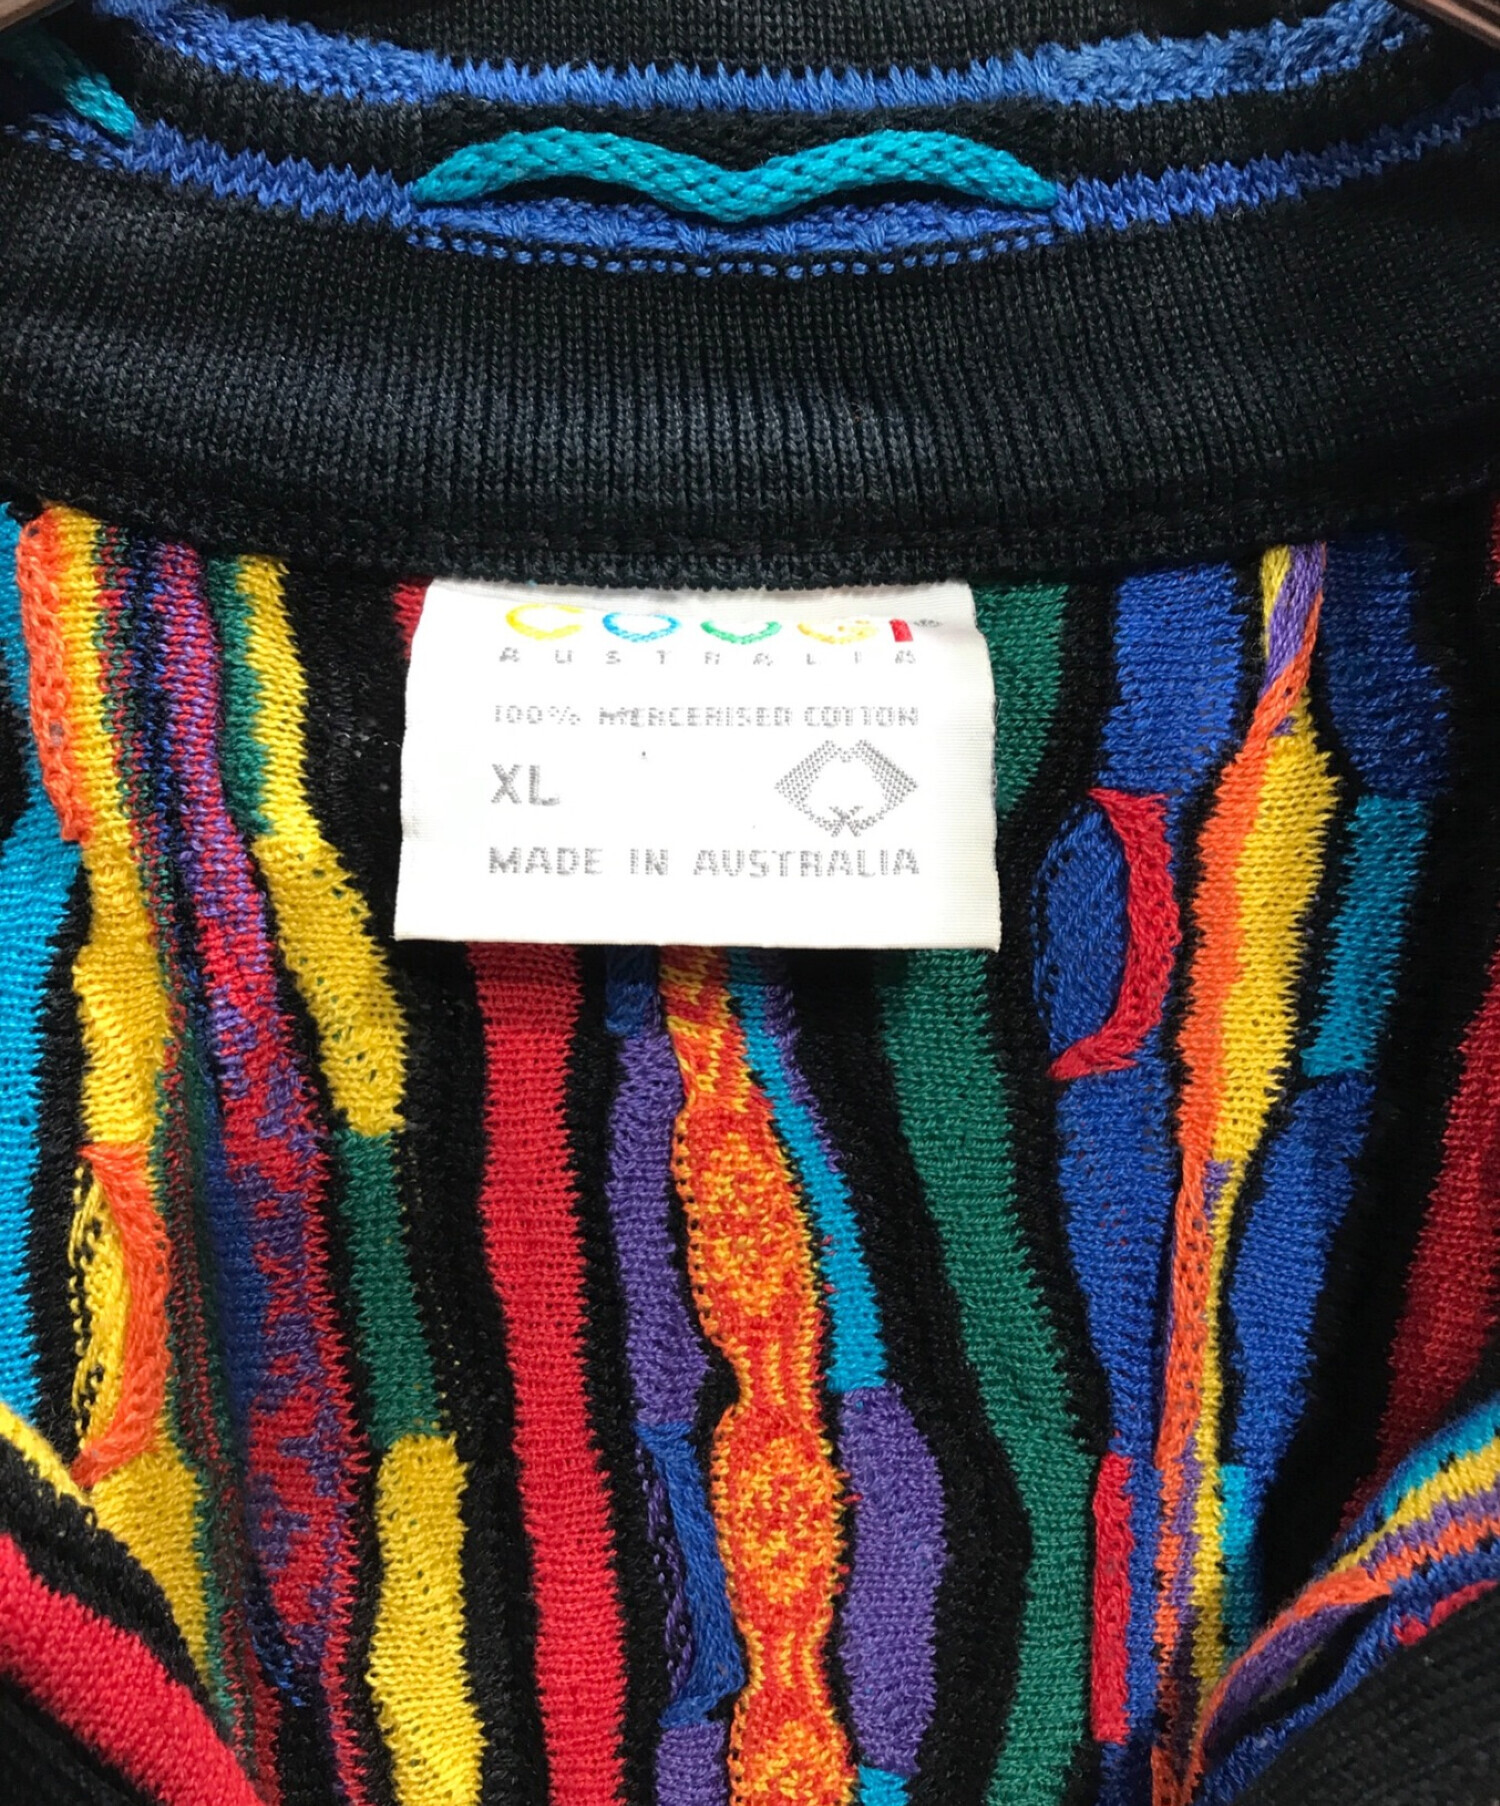 COOGI®
AUSTRALIA
100% MERCERISED COTTON
XL
MADE IN AUSTRALIA